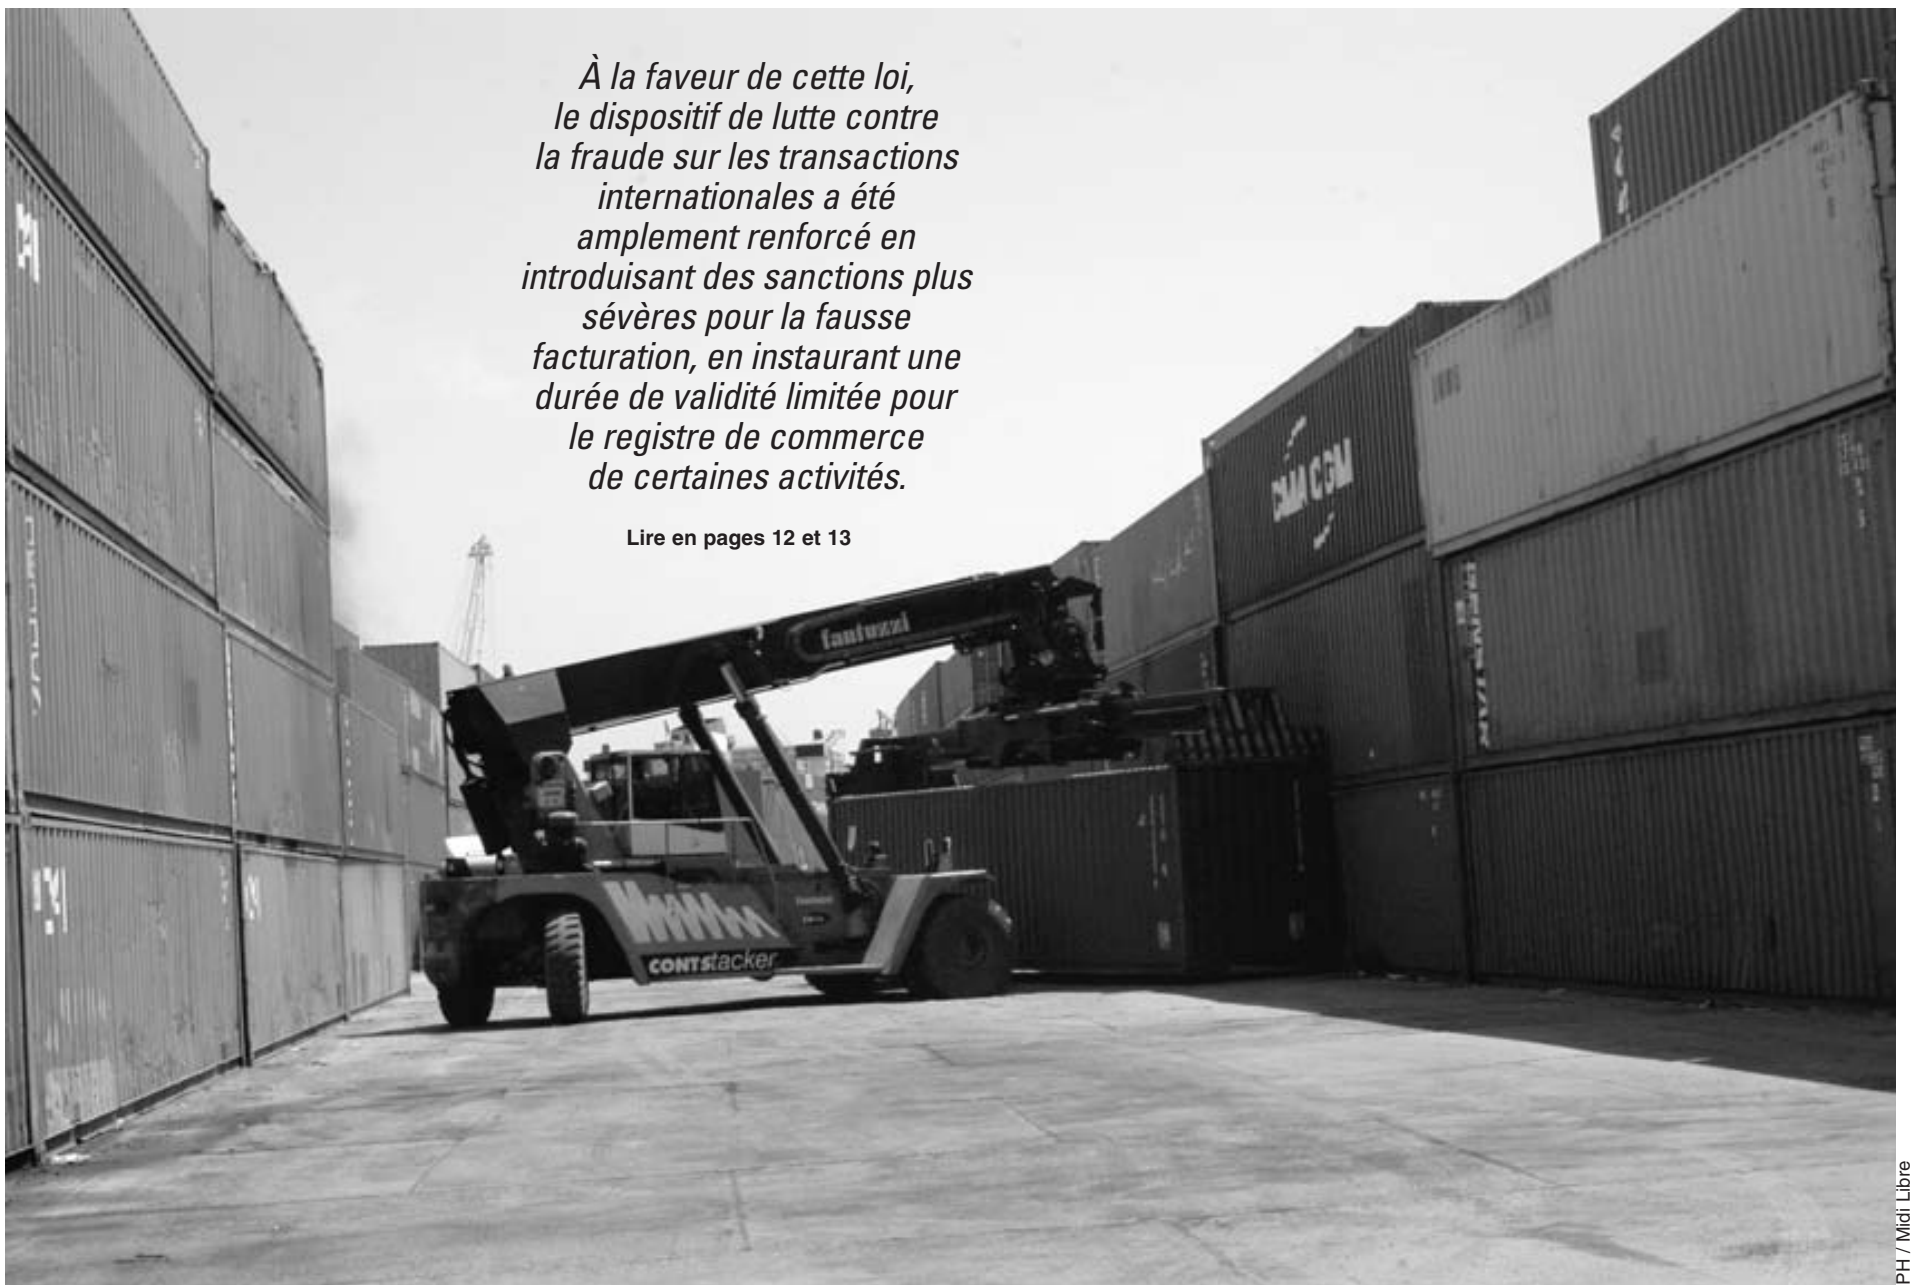 À la faveur de cette loi,
le dispositif de lutte contre
la fraude sur les transactions
internationales a été
amplement renforcé en
introduisant des sanctions plus
sévères pour la fausse
facturation, en instaurant une
durée de validité limitée pour
le registre de commerce
de certaines activités.
Lire en pages 12 et 13
CMA CGM
fantuzzi
CONTstacker
PH / Midi Libre